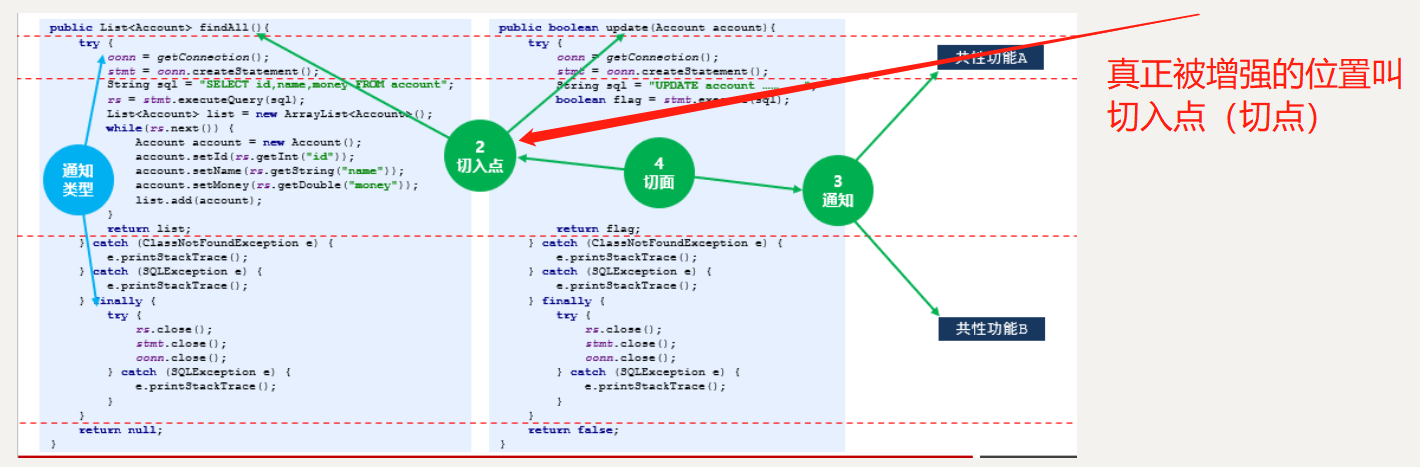 public List<Account> findAll(){
try {
conn = getConnection();
stmt = conn.createStatement();
String sql = "SELECT id,name,money FROM account";
rs = stmt.executeQuery(sql);
List<Account> list = new ArrayList<Account>();
while(rs.next()) {
Account account = new Account();
account.setId(rs.getInt("id"));
account.setName(rs.getString("name"));
account.setMoney(rs.getDouble("money"));
list.add(account);
}
return list;
} catch (ClassNotFoundException e) {
e.printStackTrace();
} catch (SQLException e) {
e.printStackTrace();
} finally {
try {
rs.close();
stmt.close();
conn.close();
} catch (SQLException e) {
e.printStackTrace();
}
}
return null;
}
通知
类型
2
切入点
public boolean update(Account account){
try {
conn = getConnection();
stmt = conn.createStatement();
String sql = "UPDATE account
boolean flag = stmt.execute(sql);
return flag;
} catch (ClassNotFoundException e) {
e.printStackTrace();
} catch (SQLException e) {
e.printStackTrace();
} finally {
try {
rs.close();
stmt.close();
conn.close();
} catch (SQLException e) {
e.printStackTrace();
}
}
return false;
}
4
切面
3
通知
共性功能A
共性功能B
真正被增强的位置叫
切入点（切点）